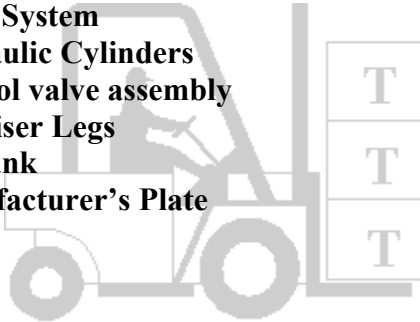 System
aulic Cylinders
ol valve assembly
iser Legs
nk
facturer's Plate
T
T
T